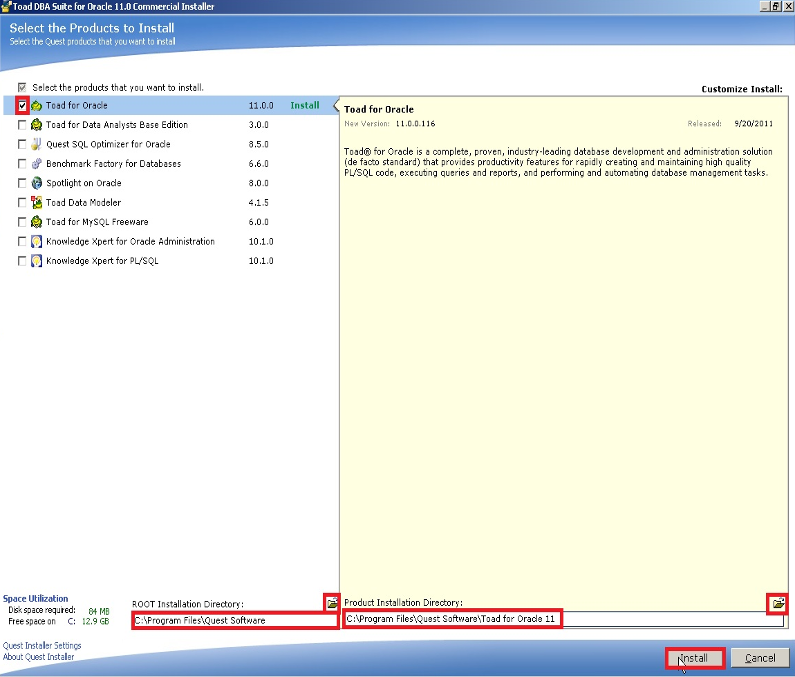 Toad DBA Suite for Oracle 11.0 Commercial Installer
Select the Products to Install
Select the Quest products that you want to install
Select the products that you want to install.
Customize Install:
Toad for Oracle 11.0.0 Install
Toad for Data Analysts Base Edition 3.0.0
Quest SQL Optimizer for Oracle 8.5.0
Benchmark Factory for Databases 6.6.0
Spotlight on Oracle 8.0.0
Toad Data Modeler 4.1.5
Toad for MySQL Freeware 6.0.0
Knowledge Xpert for Oracle Administration 10.1.0
Knowledge Xpert for PL/SQL 10.1.0
Toad for Oracle
New Version: 11.0.0.116 Released: 9/20/2011
Toad® for Oracle is a complete, proven, industry-leading database development and administration solution
(de facto standard) that provides productivity features for rapidly creating and maintaining high quality
PL/SQL code, executing queries and reports, and performing and automating database management tasks.
Space Utilization
Disk space required: 84 MB
Free space on C: 12.9 GB
ROOT Installation Directory:
C:\Program Files\Quest Software
Product Installation Directory:
C:\Program Files\Quest Software\Toad for Oracle 11
Quest Installer Settings
About Quest Installer
Install
Cancel